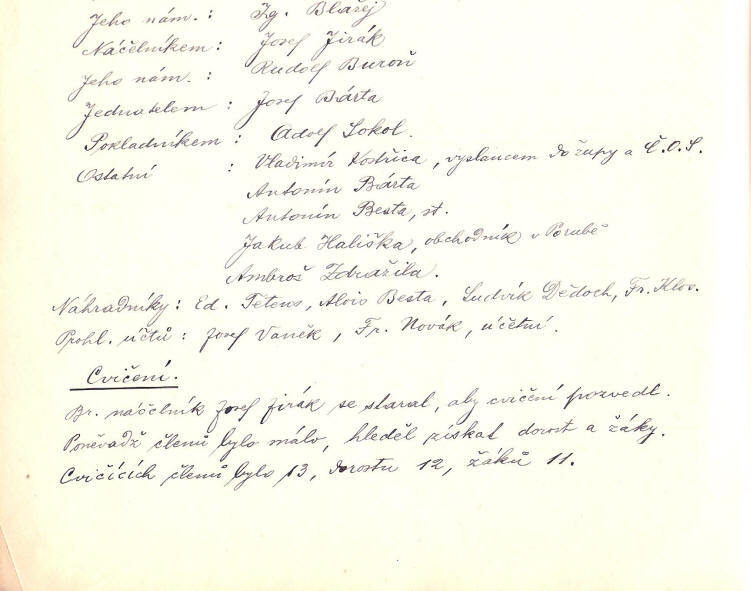 Jeho nám. : Ig. Blažej
Náčelníkem : Josef Jirák
Jeho nám. : Rudolf Buroň
Jednatelem : Josef Bárta
Pokladníkem : Adolf Sokol.
Ostatní : Vladimír Kostřica, vyslancem do župy a Č.O.S.
Antonín Bárta
Antonín Besta, st.
Jakub Hališka, obchodník v Porubě
Ambrož Zdražila.
Náhradníky : Ed. Tetens, Alois Besta, Ludvík Dědoch, Fr. Klos.
Prohl. účtů : Josef Vaněk, Fr. Novák, účetní.
Cvičení.
Br. náčelník Josef Jirák se staral, aby cvičení pozvedl.
Poněvadž členů bylo málo, hleděl získat dorost a žáky.
Cvičících členů bylo 13, dorostu 12, žáků 11.